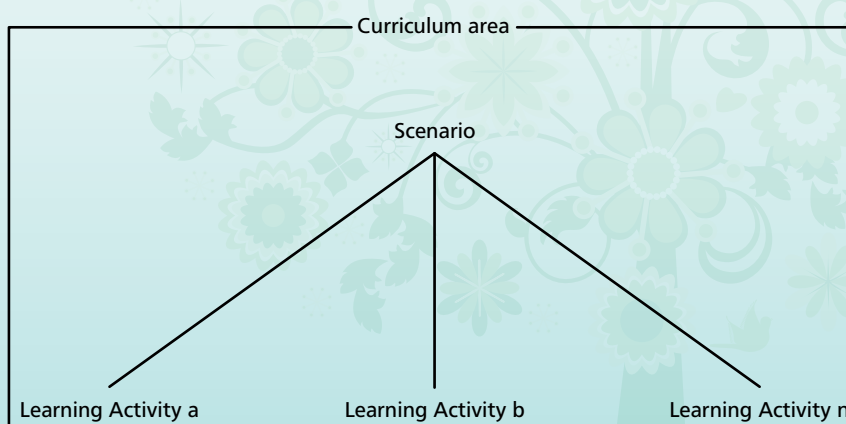 Curriculum area
Scenario
Learning Activity a
Learning Activity b
Learning Activity n